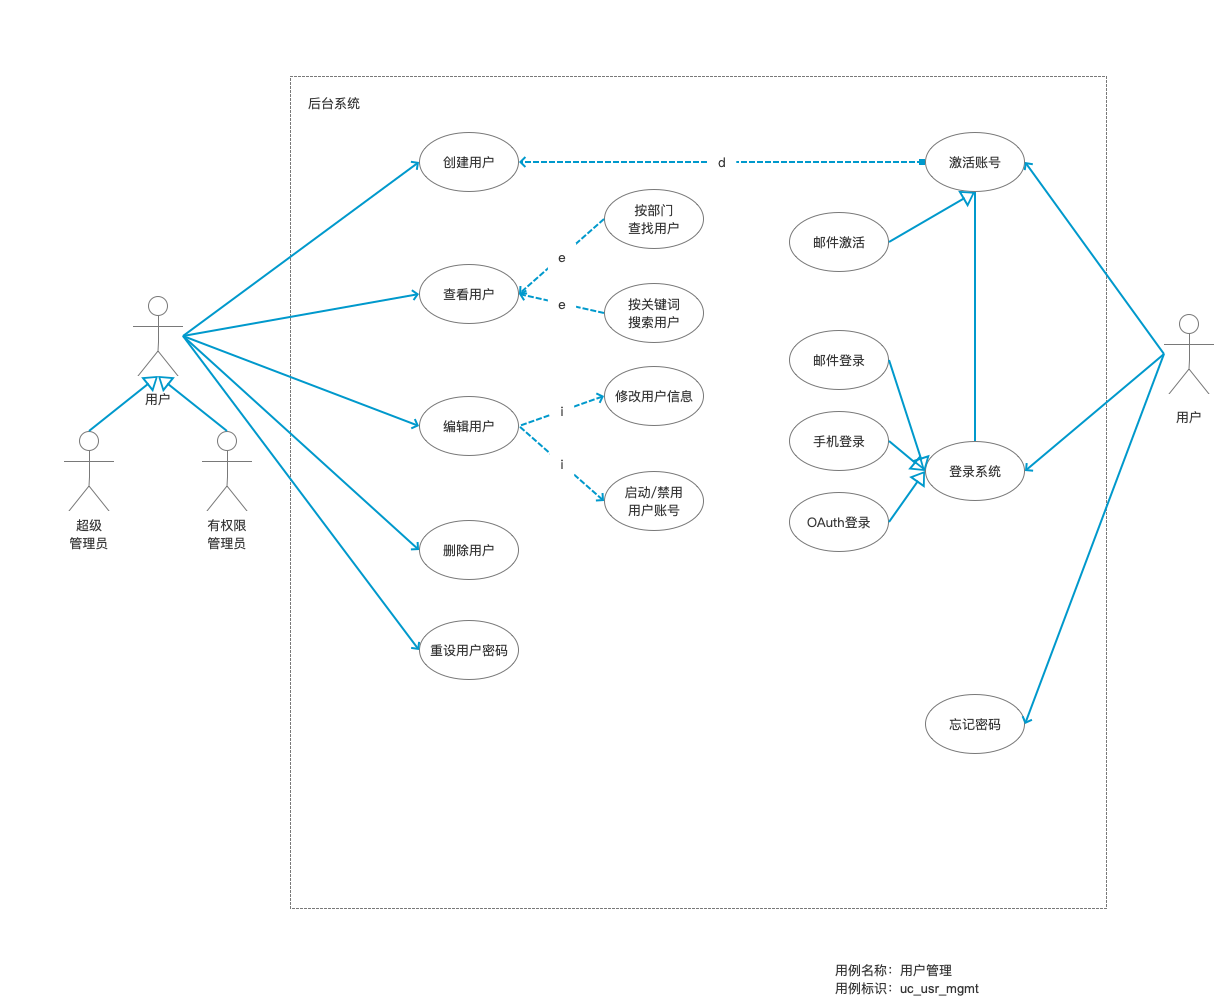 后台系统
创建用户
d
激活账号
按部门
查找用户
邮件激活
e
查看用户
e
按关键词
搜索用户
邮件登录
用户
修改用户信息
用户
i
编辑用户
手机登录
i
登录系统
启动/禁用
用户账号
OAuth登录
超级
管理员
有权限
管理员
删除用户
重设用户密码
忘记密码
用例名称：用户管理
用例标识：uc_usr_mgmt